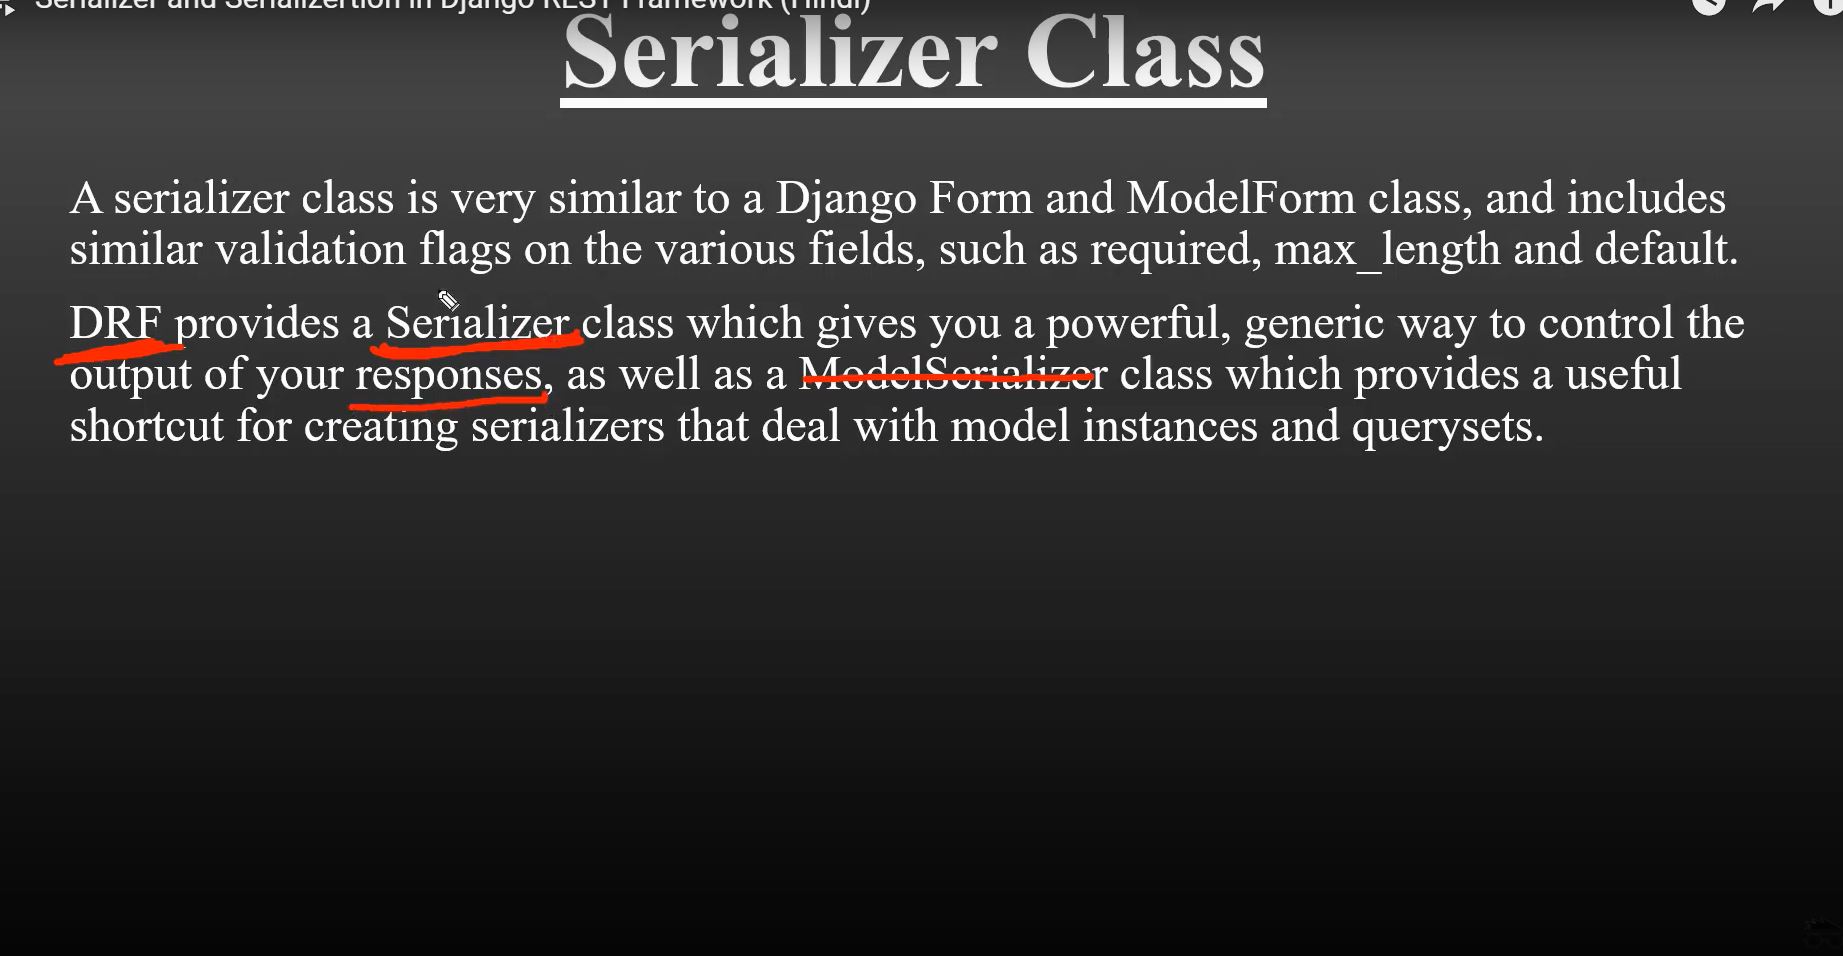 Serializer and Serializertion in Django REST Framework (Hindi)
Serializer Class
A serializer class is very similar to a Django Form and ModelForm class, and includes
similar validation flags on the various fields, such as required, max_length and default.
DRF provides a Serializer class which gives you a powerful, generic way to control the
output of your responses, as well as a ModelSerializer class which provides a useful
shortcut for creating serializers that deal with model instances and querysets.